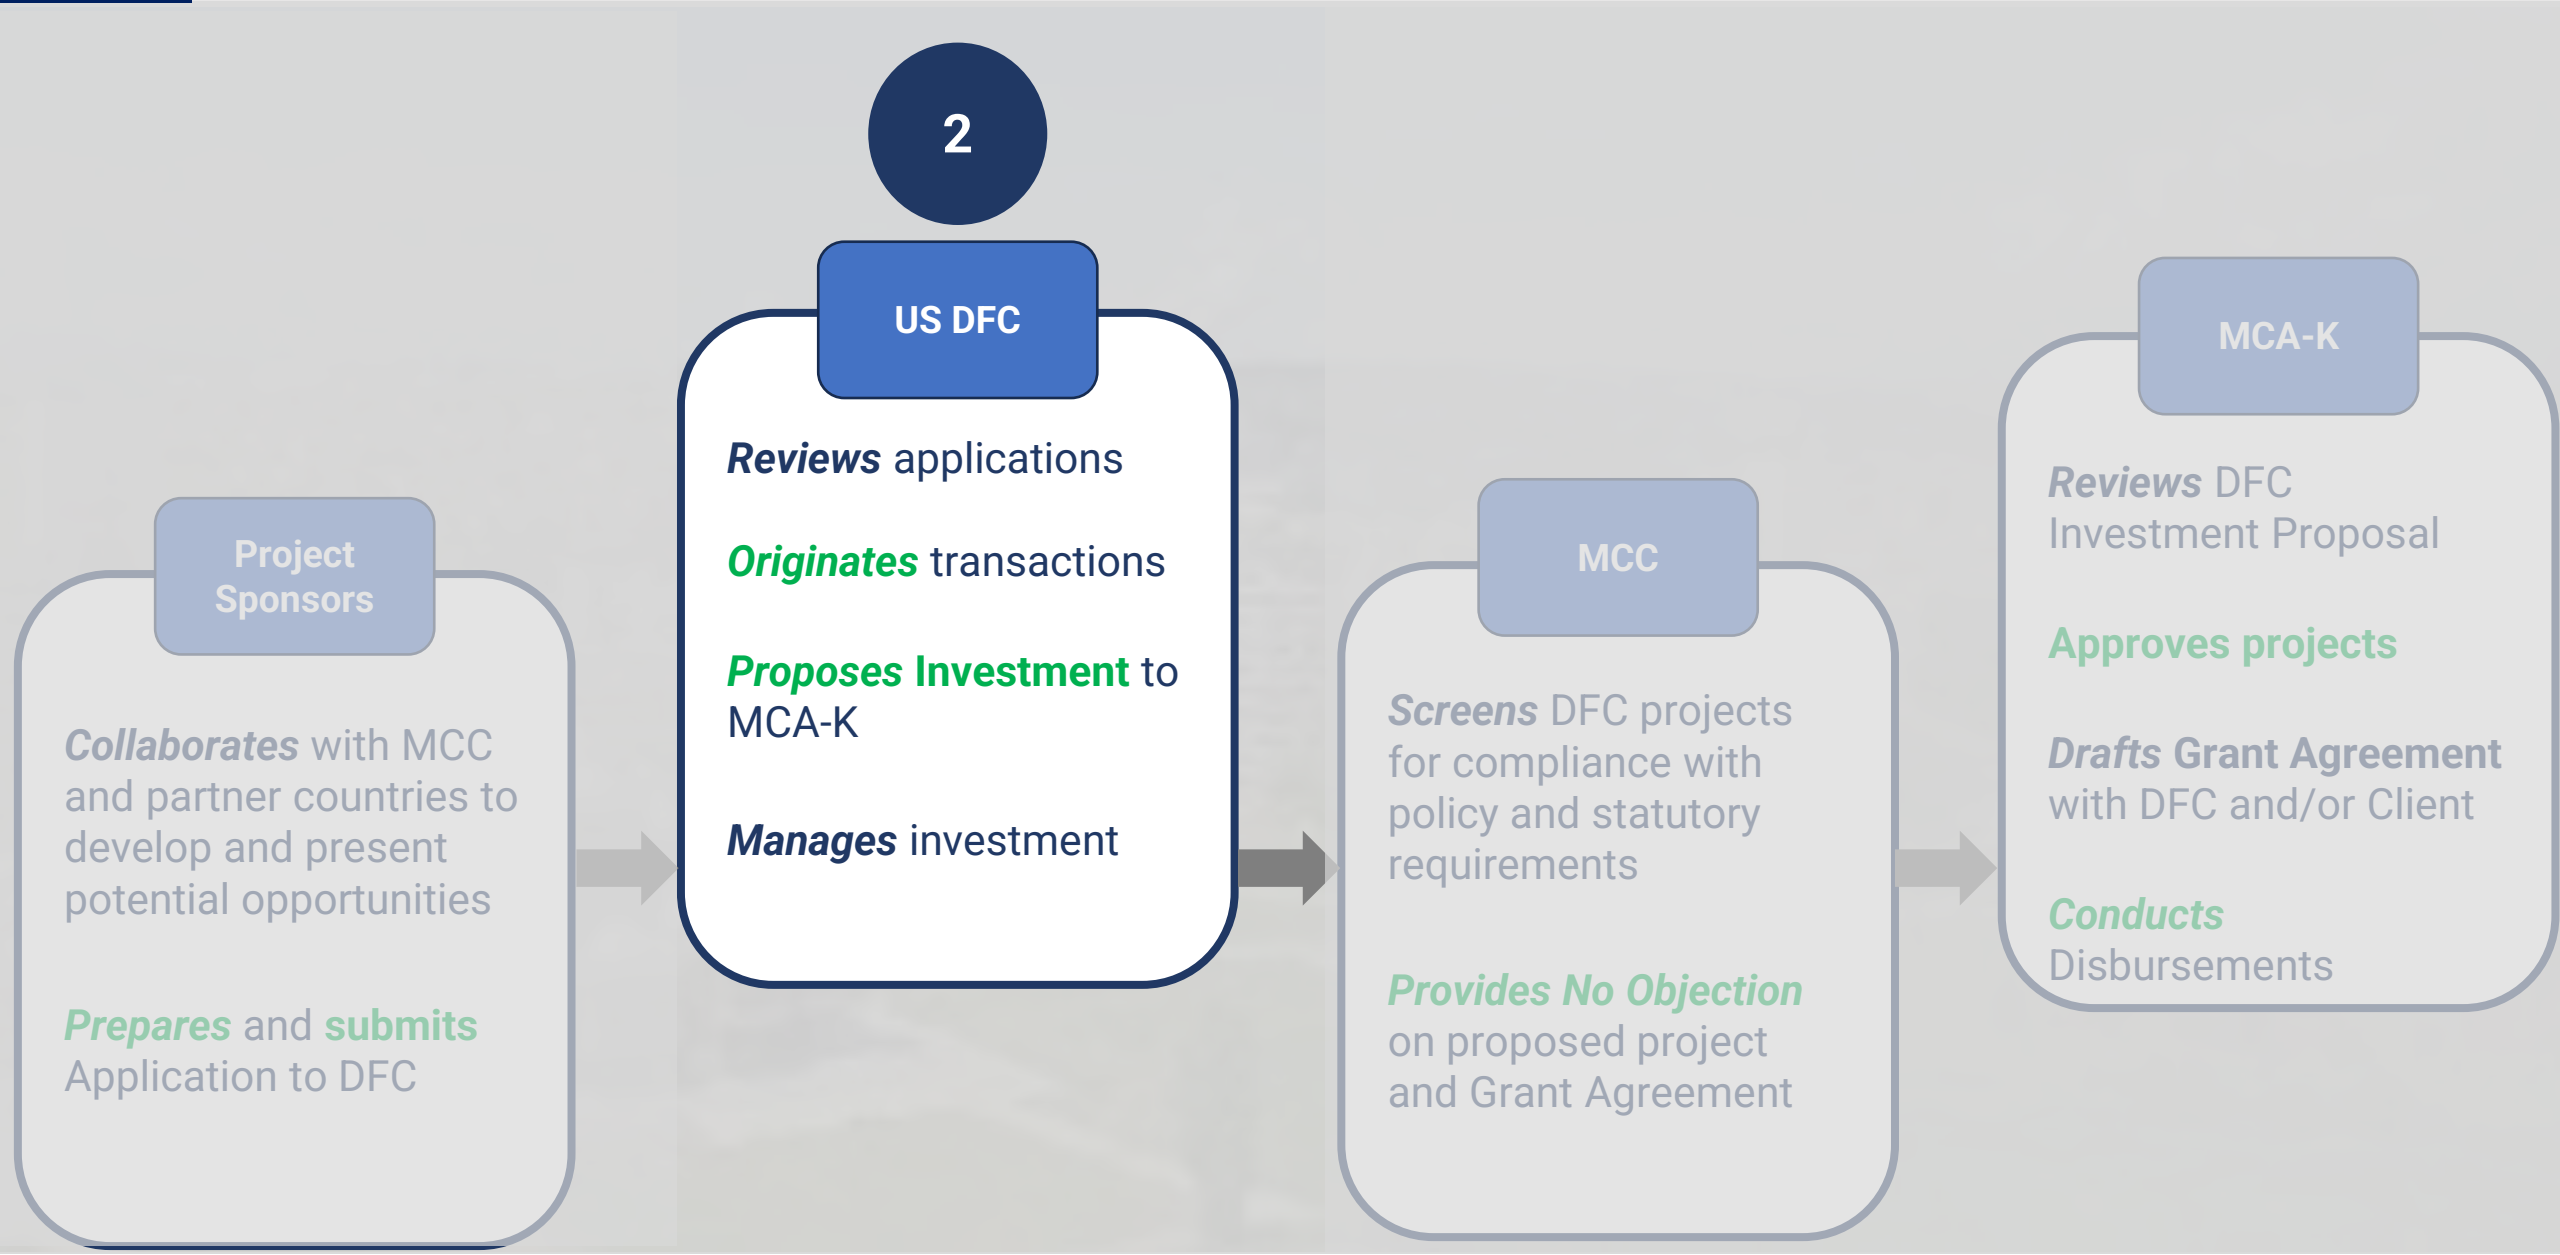 2
Project
Sponsors
Collaborates with MCC
and partner countries to
develop and present
potential opportunities
Prepares and submits
Application to DFC
US DFC
Reviews applications
Originates transactions
Proposes Investment to
MCA-K
Manages investment
MCC
Screens DFC projects
for compliance with
policy and statutory
requirements
Provides No Objection
on proposed project
and Grant Agreement
MCA-K
Reviews DFC
Investment Proposal
Approves projects
Drafts Grant Agreement
with DFC and/or Client
Conducts
Disbursements